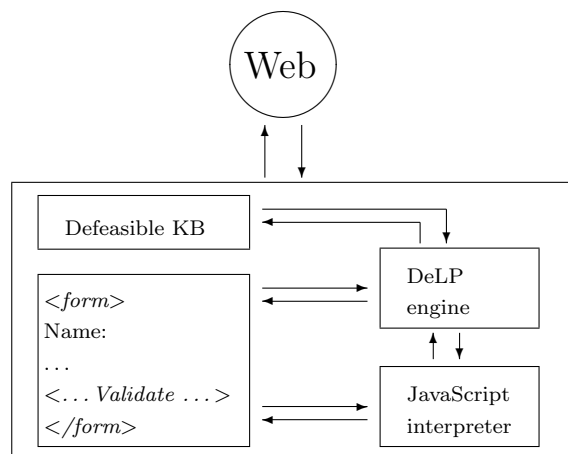 Web
Defeasible KB
DeLP
engine
<form>
Name:
...
<... Validate ...>
</form>
JavaScript
interpreter